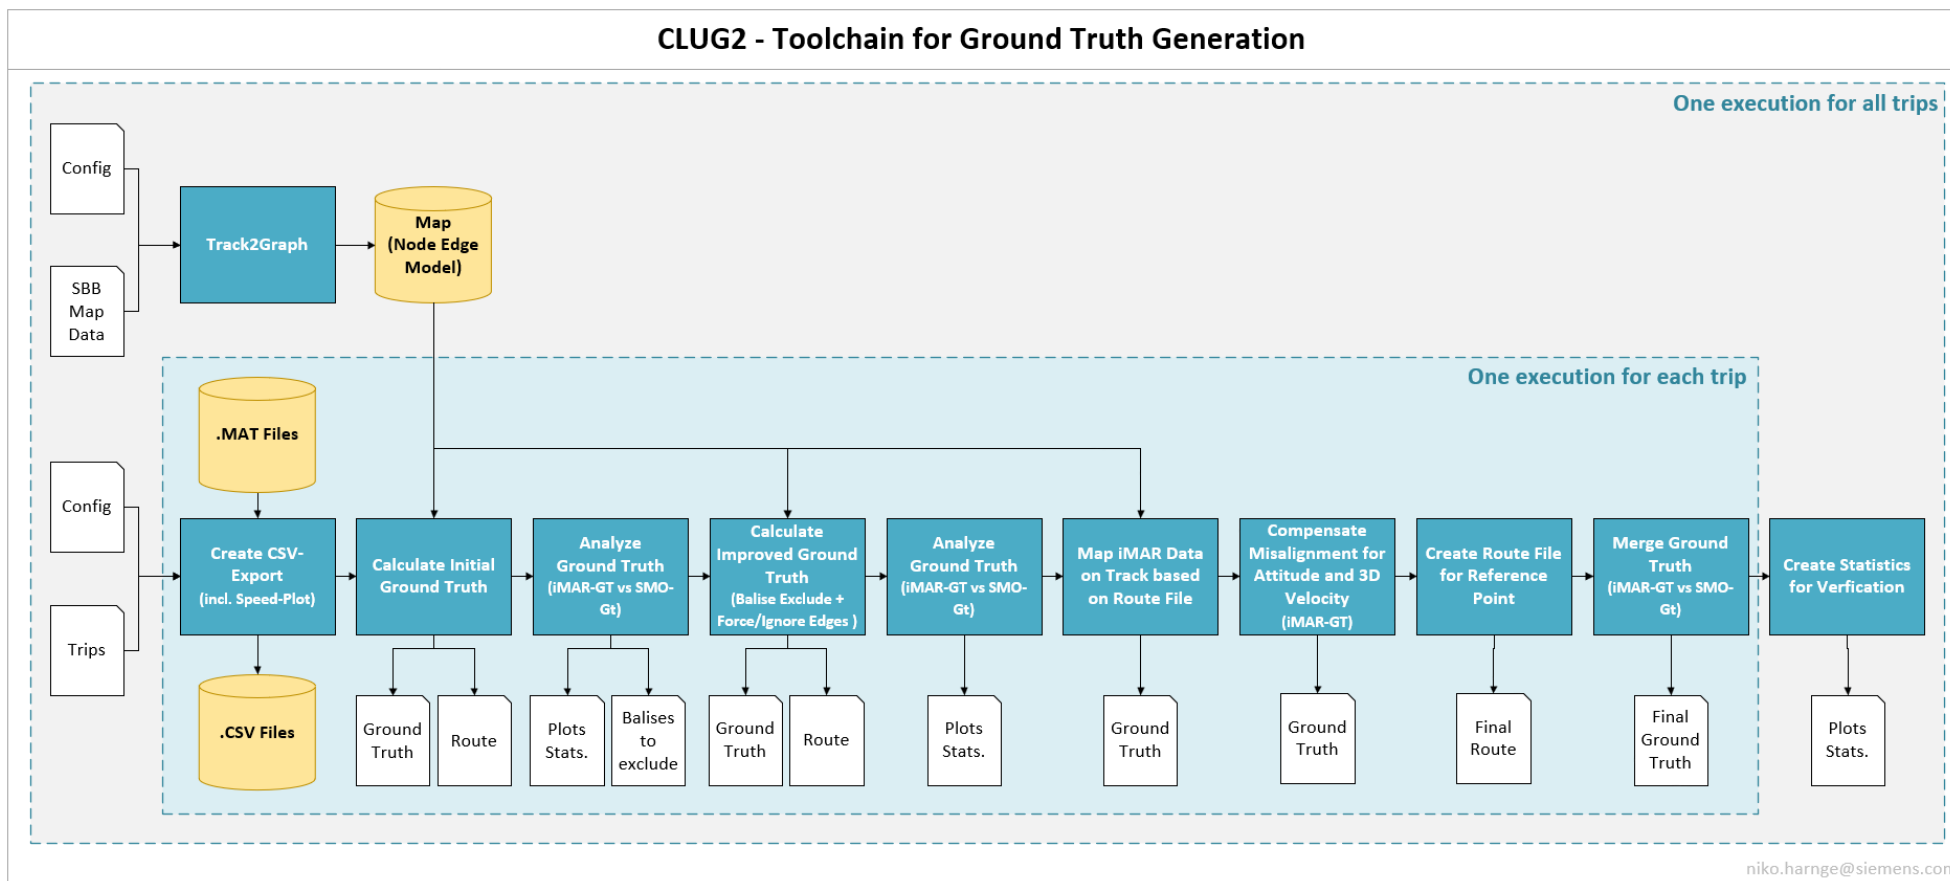 CLUG2 - Toolchain for Ground Truth Generation
One execution for all trips
Config
Track2Graph
Map
(Node Edge
Model)
SBB
Map
Data
One execution for each trip
.MAT Files
Config
Trips
Create CSV-
Export
(incl. Speed-Plot)
Calculate Initial
Ground Truth
Analyze
Ground Truth
(iMAR-GT vs SMO-
Gt)
Calculate
Improved Ground
Truth
(Balise Exclude +
Force/Ignore Edges )
Analyze
Ground Truth
(iMAR-GT vs SMO-
Gt)
Map iMAR Data
on Track based
on Route File
Compensate
Misalignment for
Attitude and 3D
Velocity
(iMAR-GT)
Create Route File
for Reference
Point
Merge Ground
Truth
(iMAR-GT vs SMO-
Gt)
Create Statistics
for Verfication
.CSV Files
Ground
Truth
Route
Plots
Stats.
Balises
to
exclude
Ground
Truth
Route
Plots
Stats.
Ground
Truth
Ground
Truth
Final
Route
Final
Ground
Truth
Plots
Stats.
niko.harnge@siemens.com